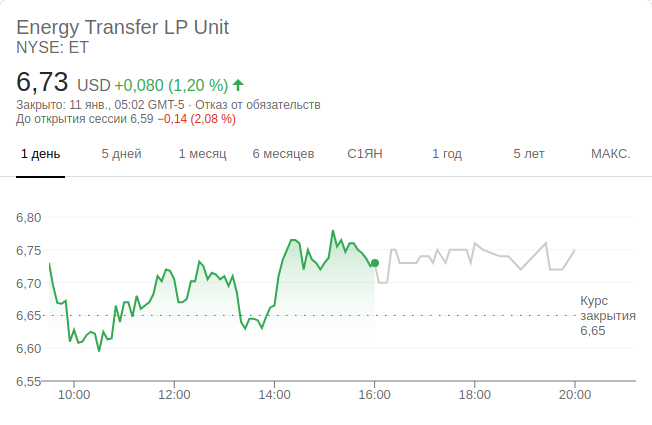 Energy Transfer LP Unit
NYSE: ET
6,73 USD +0,080 (1,20 %)
Закрыто: 11 янв., 05:02 GMT-5 · Отказ от обязательств
До открытия сессии 6,59 −0,14 (2,08 %)
1 день 5 дней 1 месяц 6 месяцев С1ЯН 1 год 5 лет МАКС.
6,80
6,75
6,70
6,65
6,60
6,55
Курс
закрытия
6,65
10:00 12:00 14:00 16:00 18:00 20:00